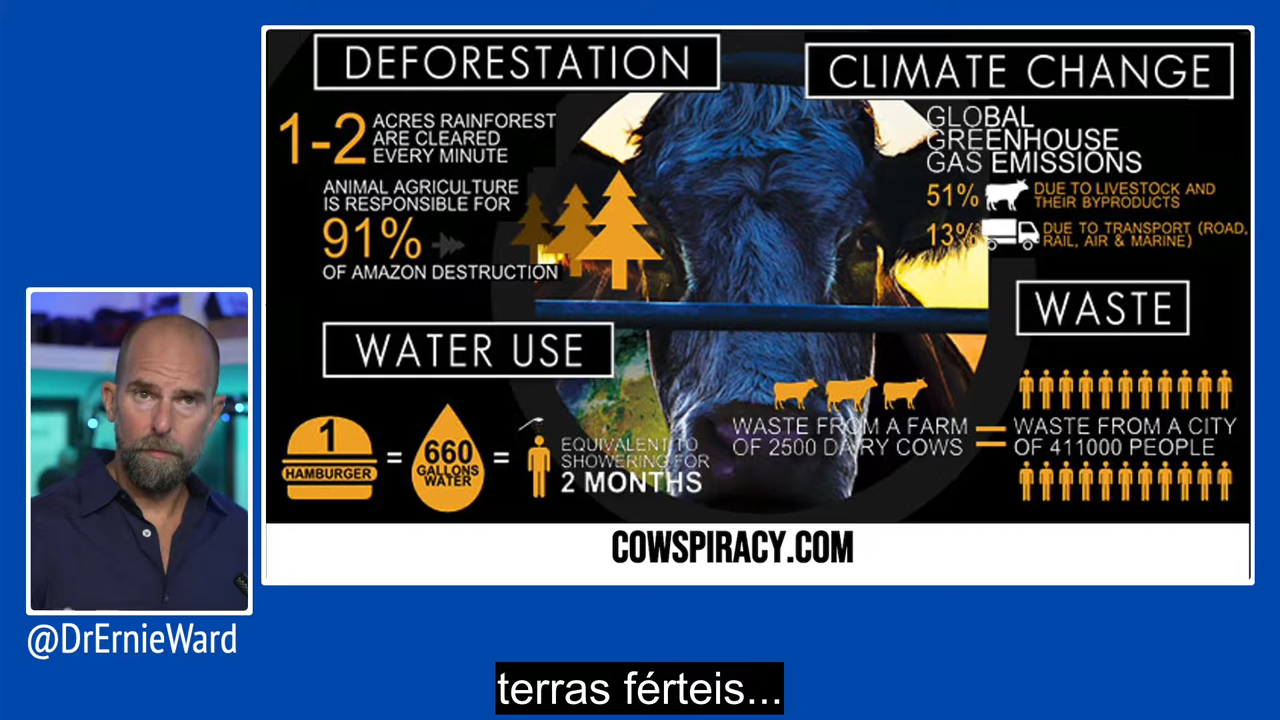 DEFORESTATION
1-2 ACRES RAINFOREST
ARE CLEARED
EVERY MINUTE
ANIMAL AGRICULTURE
IS RESPONSIBLE FOR
91%
OF AMAZON DESTRUCTION
CLIMATE CHANGE
GLOBAL
GREENHOUSE
GAS EMISSIONS
51% DUE TO LIVESTOCK AND
THEIR BYPRODUCTS
13% DUE TO TRANSPORT (ROAD,
RAIL, AIR & MARINE)
WATER USE
1
HAMBURGER
=
660
GALLONS
WATER
=
EQUIVALENT TO
SHOWERING FOR
2 MONTHS
WASTE
WASTE FROM A FARM
OF 2500 DAIRY COWS
=
WASTE FROM A CITY
OF 411000 PEOPLE
COWSPIRACY.COM
@DrErnieWard
terras férteis...